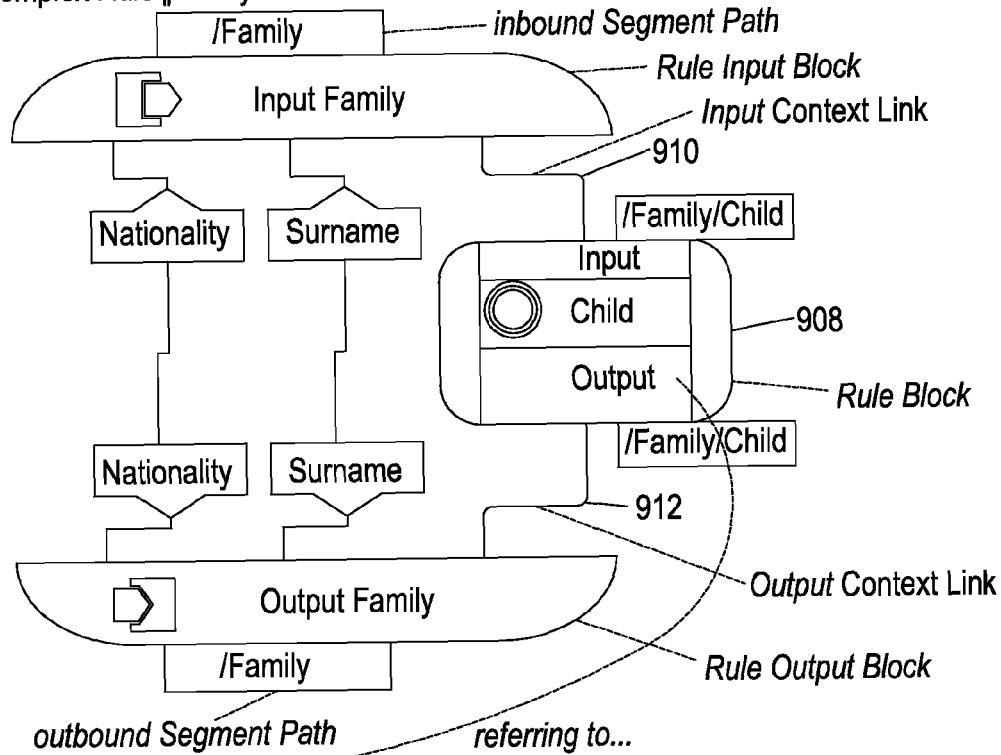 /Family
inbound Segment Path
Rule Input Block
Input Family
Input Context Link
910
/Family/Child
Nationality
Surname
Input
Child
908
Output
Rule Block
/Family/Child
Nationality
Surname
912
Output Context Link
Output Family
Rule Output Block
/Family
outbound Segment Path
referring to...